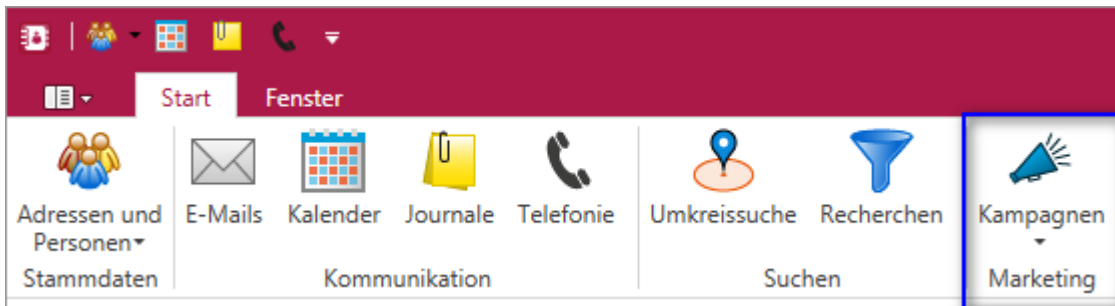 Start Fenster
Adressen und Personen E-Mails Kalender Journale Telefonie Umkreissuche Recherchen Kampagnen
Stammdaten Kommunikation Suchen Marketing